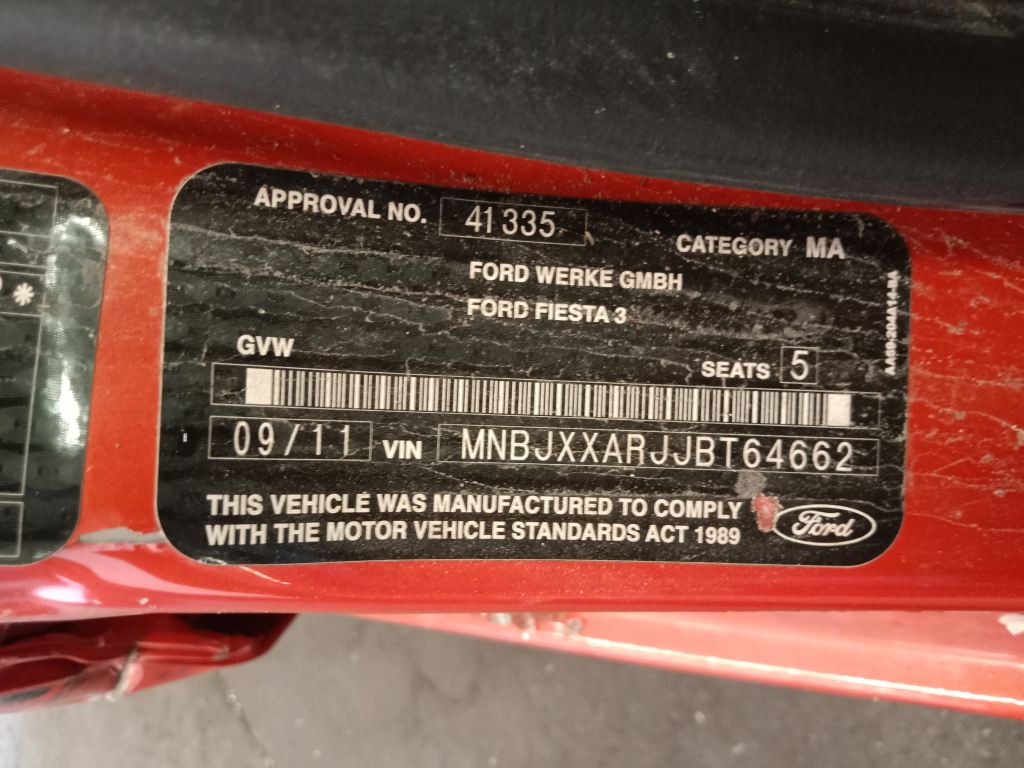 APPROVAL NO. 41335
CATEGORY MA
FORD WERKE GMBH
FORD FIESTA 3
GVW
SEATS 5
09/11 VIN MNBJXXARJJBT64662
THIS VEHICLE WAS MANUFACTURED TO COMPLY
WITH THE MOTOR VEHICLE STANDARDS ACT 1989
Ford
*